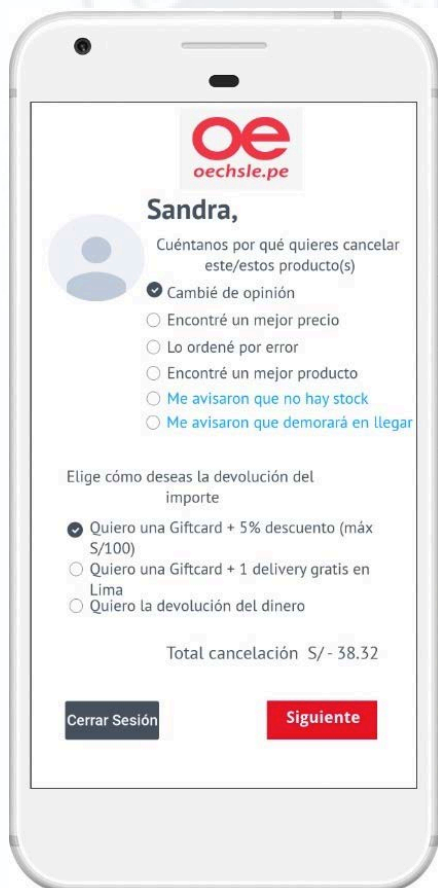 oe
oechsle.pe
Sandra,
Cuéntanos por qué quieres cancelar
este/estos producto(s)
Cambié de opinión
Encontré un mejor precio
Lo ordené por error
Encontré un mejor producto
Me avisaron que no hay stock
Me avisaron que demorará en llegar
Elige cómo deseas la devolución del
importe
Quiero una Giftcard + 5% descuento (máx
S/100)
Quiero una Giftcard + 1 delivery gratis en
Lima
Quiero la devolución del dinero
Total cancelación S/ - 38.32
Cerrar Sesión
Siguiente